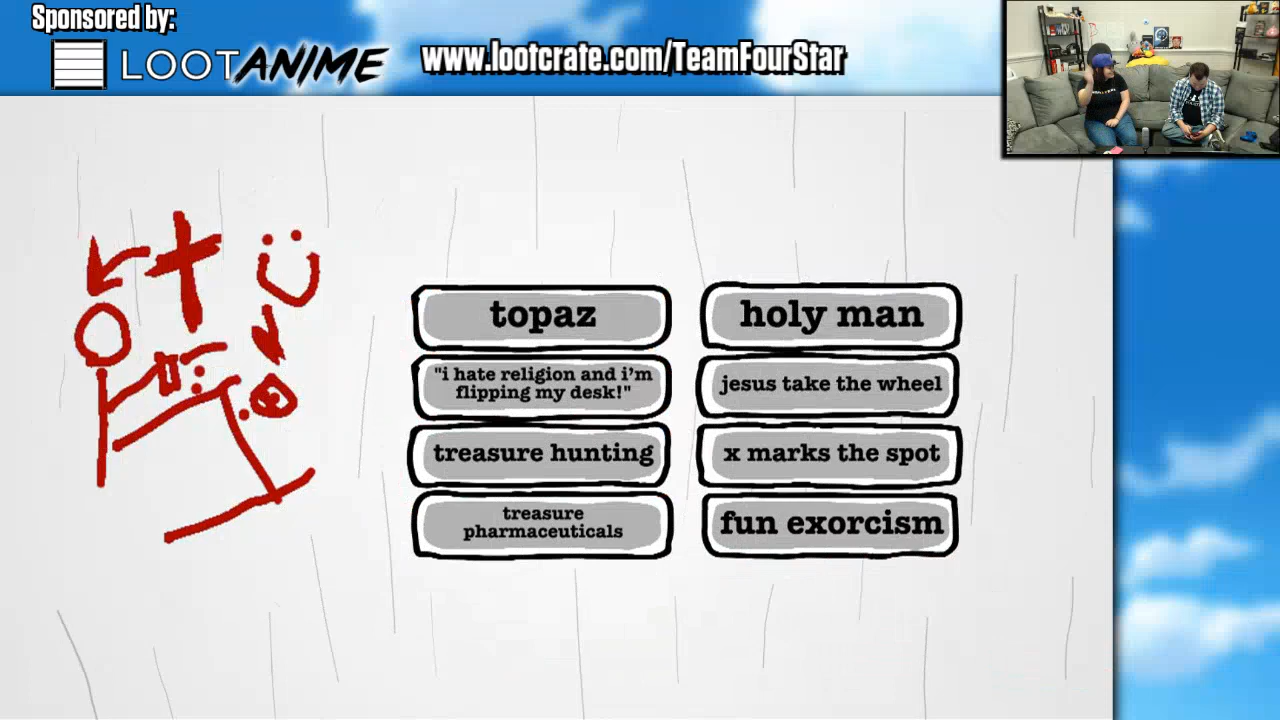 Sponsored by:
LOOTANIME
www.lootcrate.com/TeamFourStar
topaz
holy man
"i hate religion and i'm
flipping my desk!"
jesus take the wheel
treasure hunting
x marks the spot
treasure
pharmaceuticals
fun exorcism